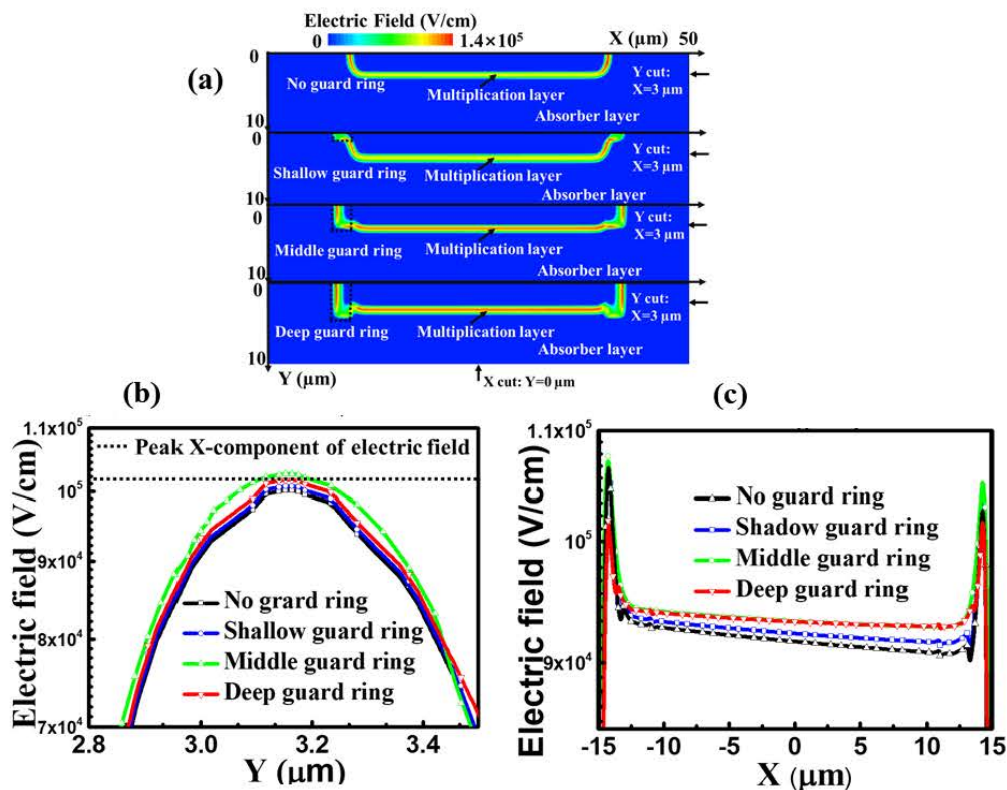 Electric Field (V/cm)
0 1.4×10⁵ X (μm) 50
(a)
0
No guard ring
Multiplication layer
Absorber layer
Y cut:
X=3 μm
10
0
Shallow guard ring
Multiplication layer
Absorber layer
Y cut:
X=3 μm
10
0
Middle guard ring
Multiplication layer
Absorber layer
Y cut:
X=3 μm
10
0
Deep guard ring
Multiplication layer
Absorber layer
Y cut:
X=3 μm
10
Y (μm)
X cut: Y=0 μm
(b)
Electric field (V/cm)
1.1x10⁵
10⁵
9x10⁴
8x10⁴
7x10⁴
Peak X-component of electric field
No grard ring
Shallow guard ring
Middle guard ring
Deep guard ring
2.8 3.0 3.2 3.4
Y (μm)
(c)
Electric field (V/cm)
1.1x10⁵
10⁵
9x10⁴
No guard ring
Shadow guard ring
Middle guard ring
Deep guard ring
-15 -10 -5 0 5 10 15
X (μm)